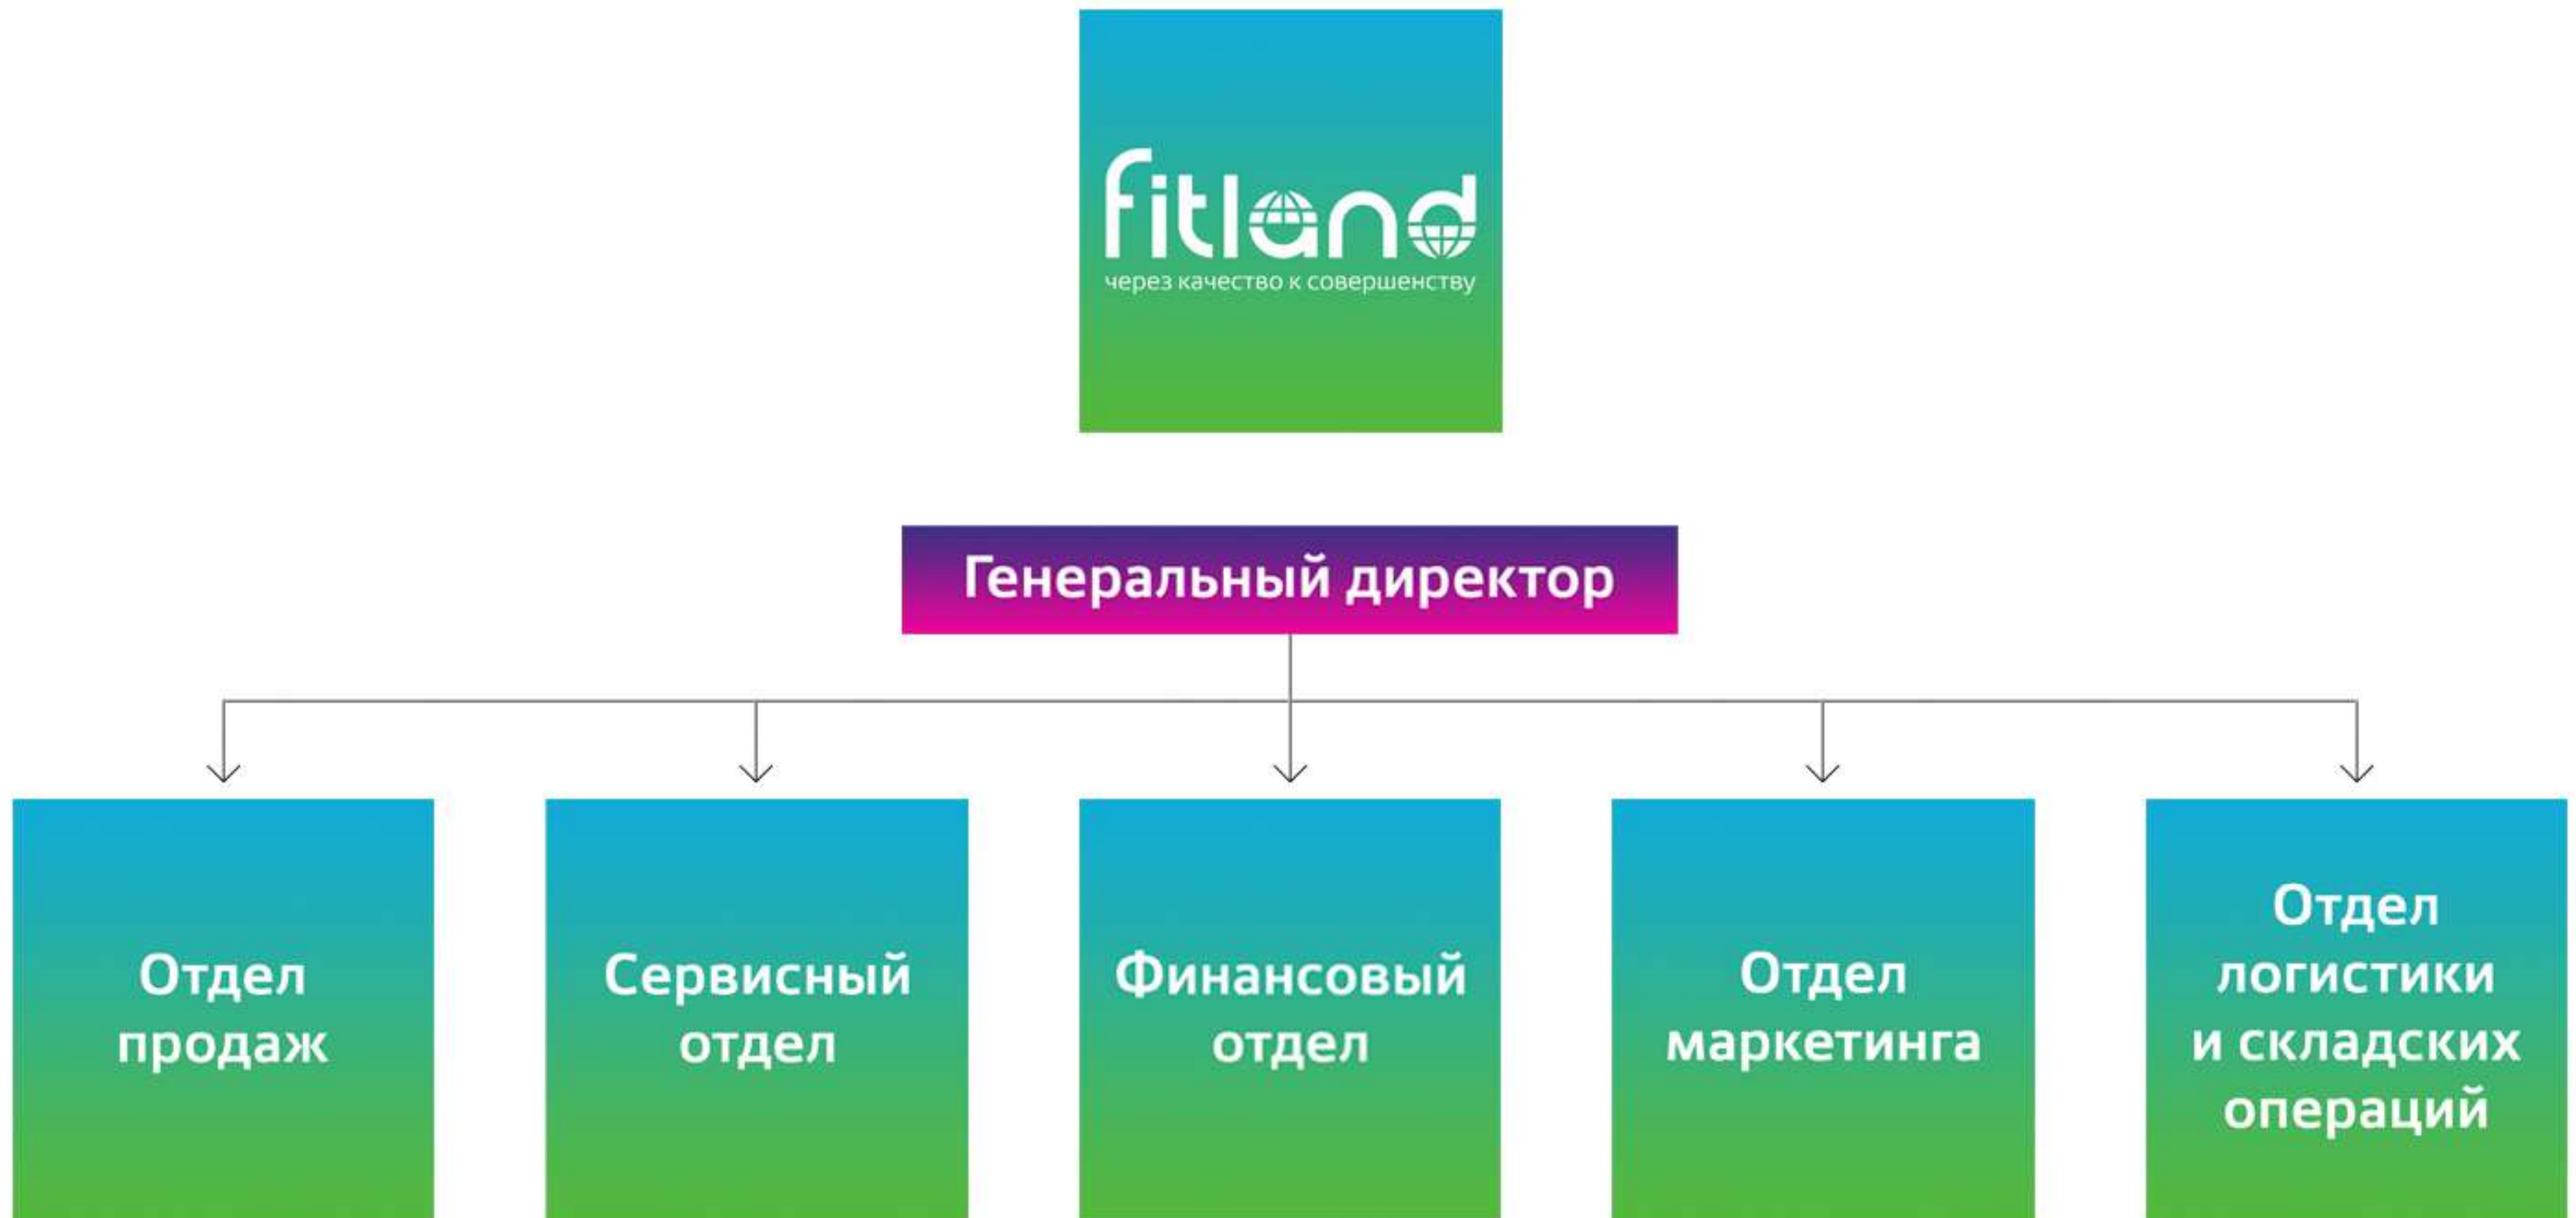 fitland
через качество к совершенству
Генеральный директор
Отдел
продаж
Сервисный
отдел
Финансовый
отдел
Отдел
маркетинга
Отдел
логистики
и складских
операций